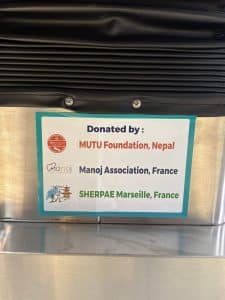 Donated by :
MUTU Foundation, Nepal
Manoj Association, France
SHERPAE Marseille, France